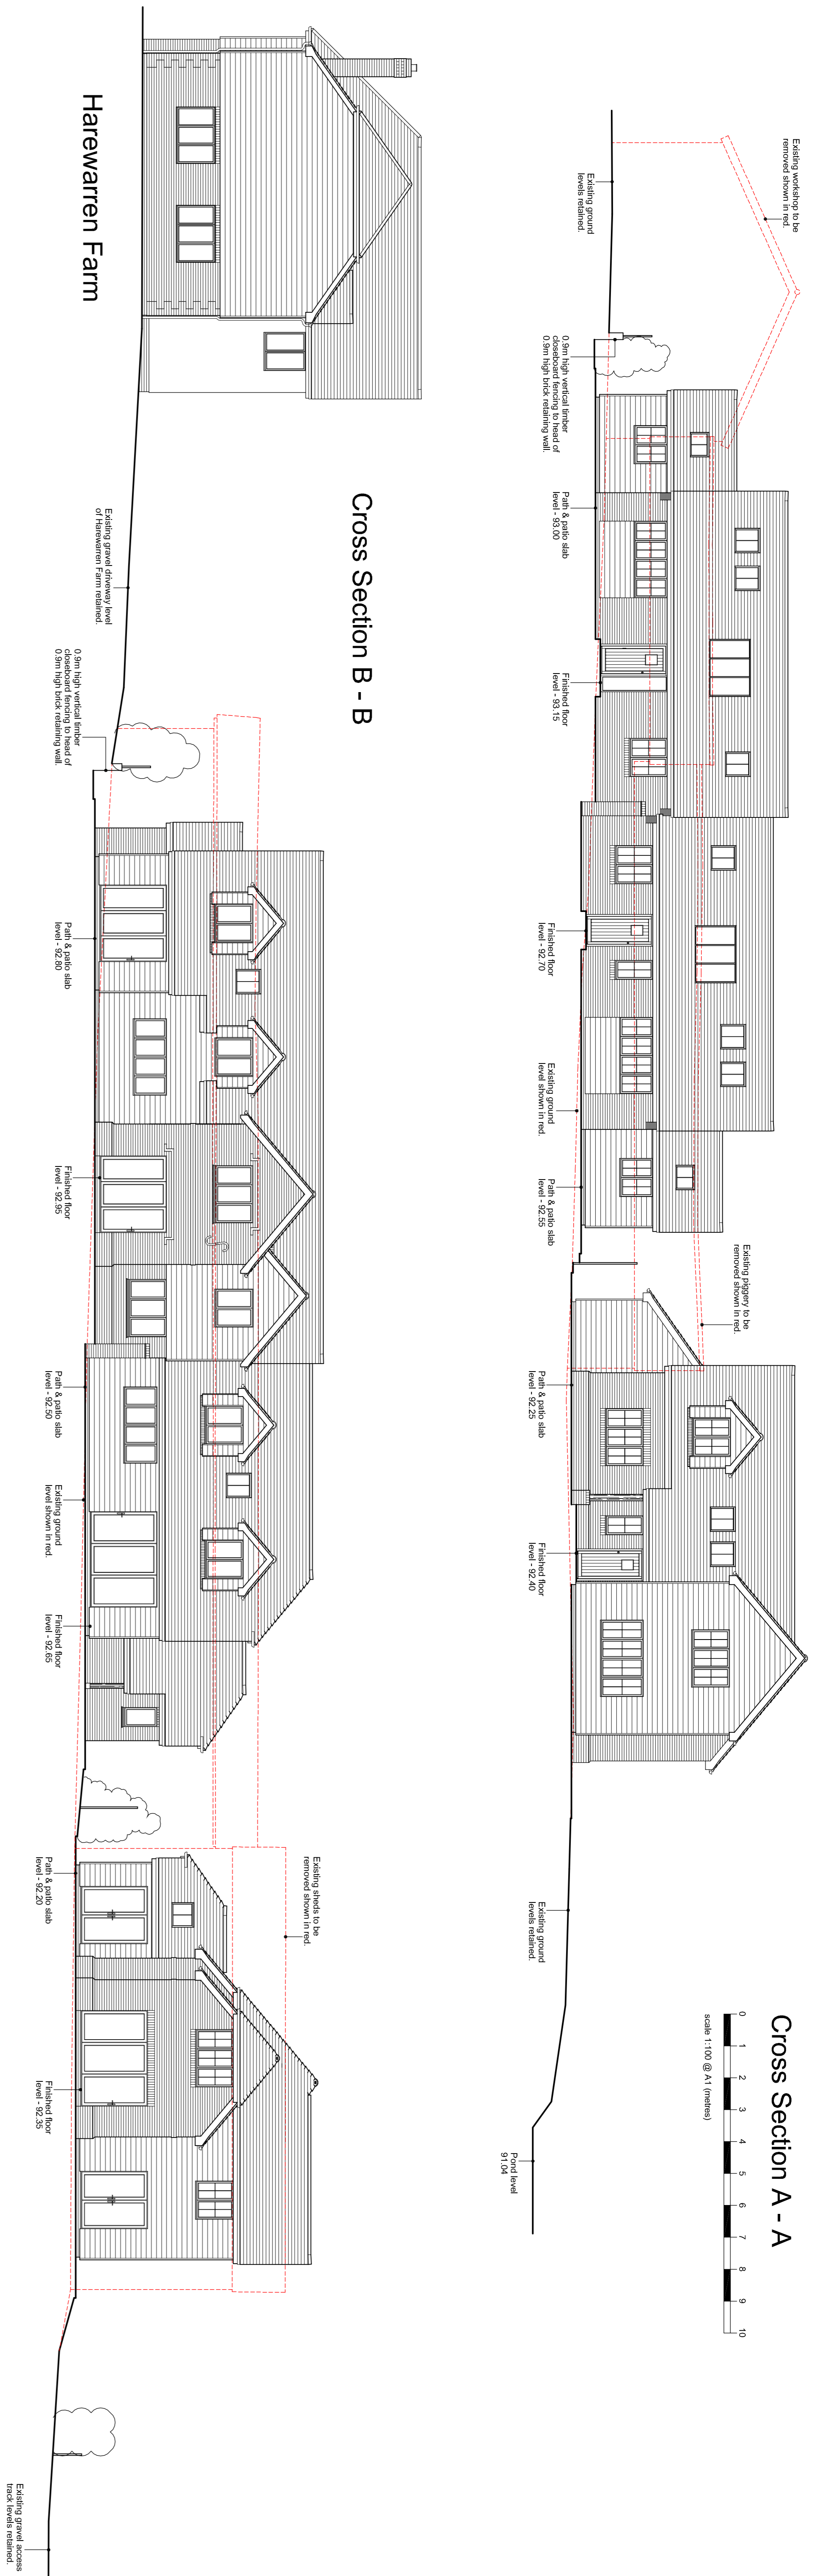 Cross Section A - A
0
1
2
3
4
5
6
7
8
9
10
scale 1:100 @ A1 (metres)
Existing workshop to be
removed shown in red.
Existing ground
levels retained.
0.9m high vertical timber
closeboard fencing to head of
0.9m high brick retaining wall.
Path & patio slab
level - 93.00
Finished floor
level - 93.15
Finished floor
level - 92.70
Existing ground
level shown in red.
Path & patio slab
level - 92.55
Existing piggery to be
removed shown in red.
Path & patio slab
level - 92.25
Finished floor
level - 92.40
Existing ground
levels retained.
Pond level
91.04
Cross Section B - B
Harewarren Farm
Existing gravel driveway level
of Harewarren Farm retained.
0.9m high vertical timber
closeboard fencing to head of
0.9m high brick retaining wall.
Path & patio slab
level - 92.80
Finished floor
level - 92.95
Path & patio slab
level - 92.50
Existing ground
level shown in red.
Finished floor
level - 92.65
Existing sheds to be
removed shown in red.
Path & patio slab
level - 92.20
Finished floor
level - 92.35
Existing gravel access
track levels retained.